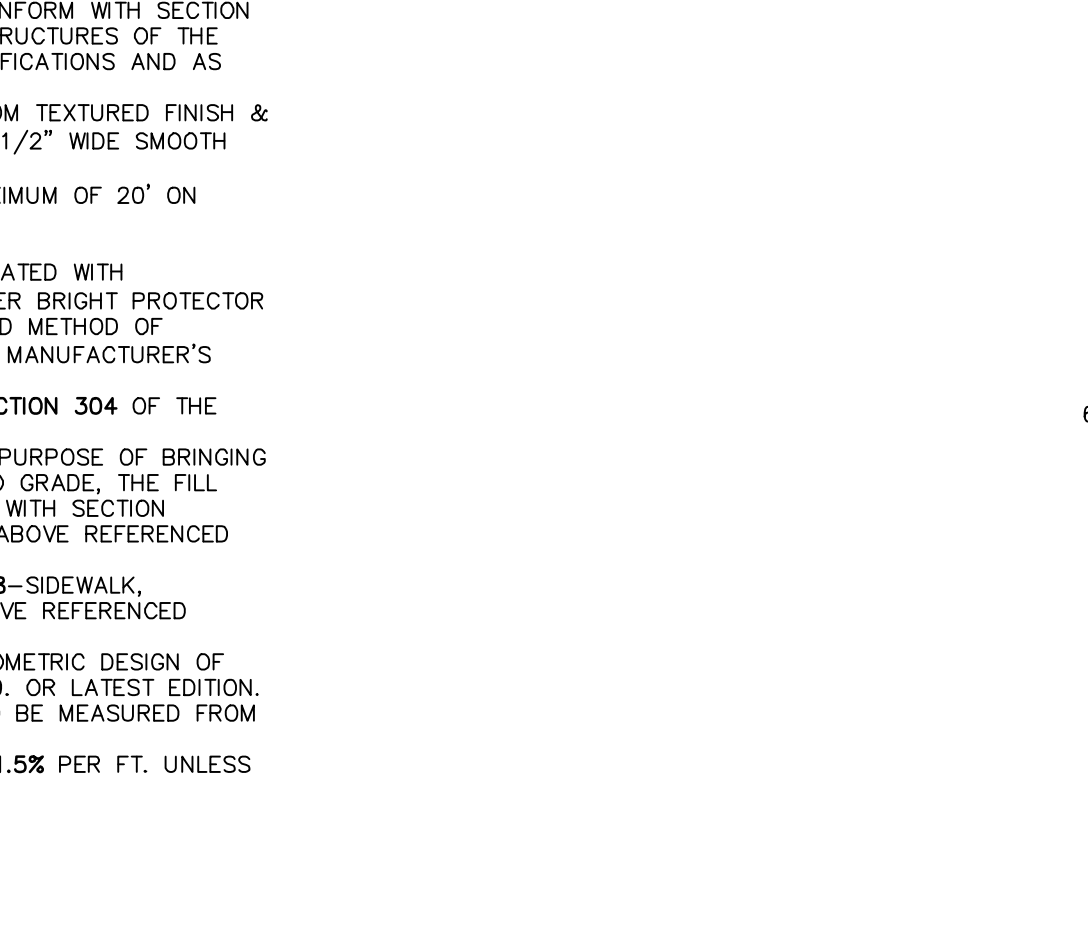 NFORM WITH SECTION
RUCTURES OF THE
FICATIONS AND AS
OM TEXTURED FINISH &
1/2" WIDE SMOOTH
XIMUM OF 20' ON
ATED WITH
ER BRIGHT PROTECTOR
D METHOD OF
MANUFACTURER'S
CTION 304 OF THE
PURPOSE OF BRINGING
O GRADE, THE FILL
WITH SECTION
ABOVE REFERENCED
8–SIDEWALK,
VE REFERENCED
OMETRIC DESIGN OF
. OR LATEST EDITION.
BE MEASURED FROM
1.5% PER FT. UNLESS